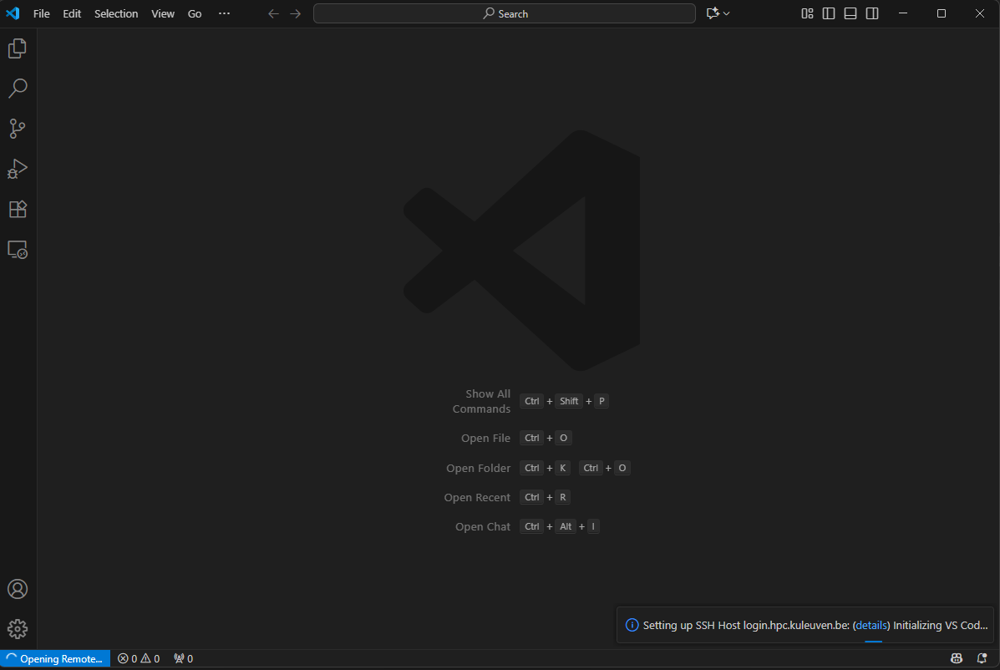 File Edit Selection View Go ··· Search
Show All Commands Ctrl + Shift + P
Open File Ctrl + O
Open Folder Ctrl + K Ctrl + O
Open Recent Ctrl + R
Open Chat Ctrl + Alt + I
Setting up SSH Host login.hpc.kuleuven.be: (details) Initializing VS Cod...
Opening Remote... 0 0 0